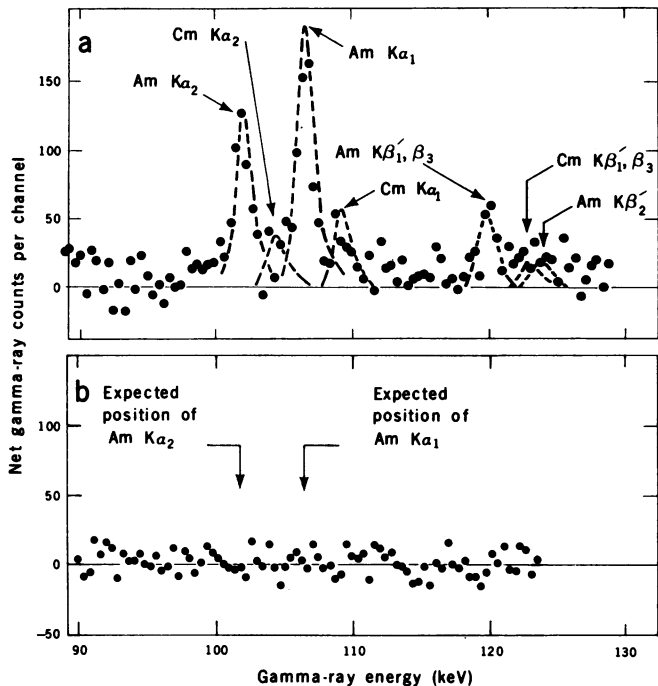 a
Cm Kα₂
Am Kα₁
Am Kα₂
Am Kβ₁′, β₃
Cm Kα₁
Cm Kβ₁′, β₃
Am Kβ₂′
150
100
50
0
Net gamma-ray counts per channel
b
Expected
position of
Am Kα₂
Expected
position of
Am Kα₁
100
50
0
−50
90
100
110
120
130
Gamma-ray energy (keV)